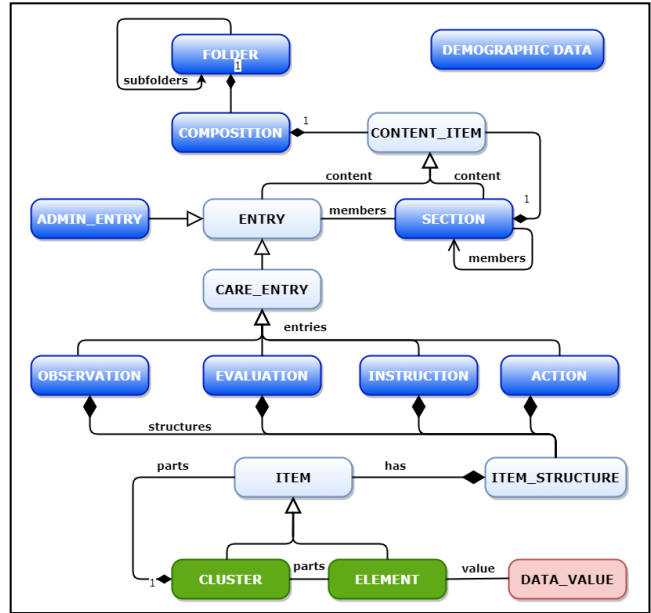 FOLDER
1
DEMOGRAPHIC DATA
subfolders
COMPOSITION
1
CONTENT_ITEM
content
content
1
ADMIN_ENTRY
ENTRY
members
SECTION
members
CARE_ENTRY
entries
OBSERVATION
EVALUATION
INSTRUCTION
ACTION
structures
parts
ITEM
has
ITEM_STRUCTURE
1
CLUSTER
parts
ELEMENT
value
DATA_VALUE